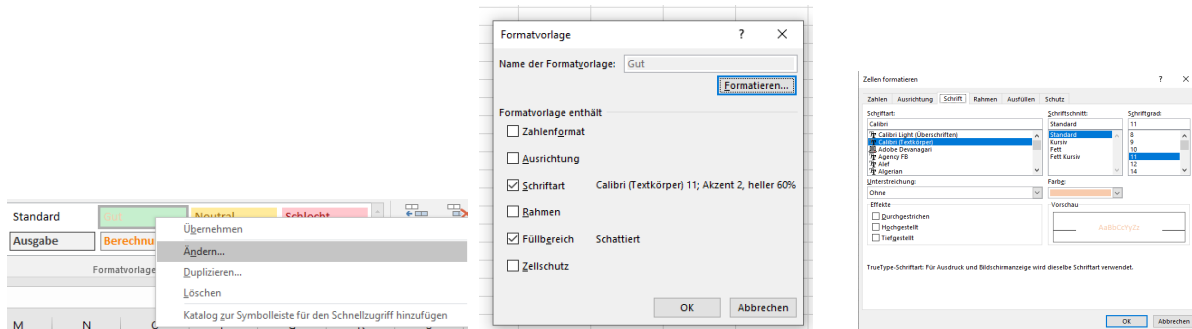 Standard Gut Neutral Schlecht
Ausgabe Berechnu
Formatvorlage
M N
Übernehmen
Ändern...
Duplizieren...
Löschen
Katalog zur Symbolleiste für den Schnellzugriff hinzufügen
Formatvorlage ? ×
Name der Formatvorlage: Gut
Formatieren...
Formatvorlage enthält
Zahlenformat
Ausrichtung
Schriftart Calibri (Textkörper) 11; Akzent 2, heller 60%
Rahmen
Füllbereich Schattiert
Zellschutz
OK Abbrechen
Zellen formatieren ? ×
Zahlen Ausrichtung Schrift Rahmen Ausfüllen Schutz
Schriftart: Schriftschnitt: Schriftgrad:
Calibri Standard 11
Calibri Light (Überschriften) Standard 8
Calibri (Textkörper) Kursiv 9
Adobe Devanagari Fett 10
Agency FB Fett Kursiv 11
Alef 12
Algerian 14
Unterstreichung: Farbe:
Ohne
Effekte Vorschau
Durchgestrichen
Hochgestellt AaBbCcYyZz
Tiefgestellt
TrueType-Schriftart: Für Ausdruck und Bildschirmanzeige wird dieselbe Schriftart verwendet.
OK Abbrechen